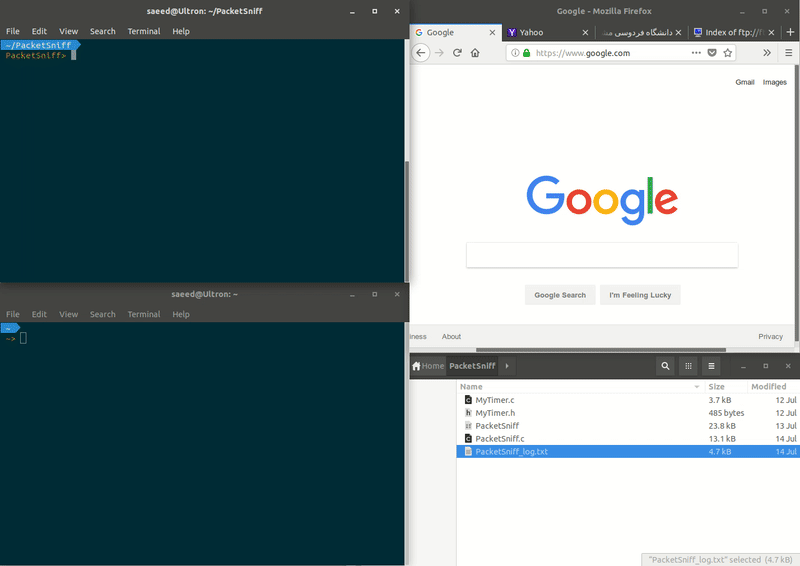 saeed@Ultron: ~/PacketSniff
File Edit View Search Terminal Help
~/PacketSniff
PacketSniff>
saeed@Ultron: ~
File Edit View Search Terminal Help
~
~>
Google - Mozilla Firefox
Google Yahoo دانشگاه فردوسی Index of ftp://
https://www.google.com
Gmail Images
Google
Google Search I'm Feeling Lucky
iness About Privacy
Home PacketSniff
Name Size Modified
MyTimer.c 3.7 kB 12 Jul
MyTimer.h 485 bytes 12 Jul
PacketSniff 23.8 kB 13 Jul
PacketSniff.c 13.1 kB 14 Jul
PacketSniff_log.txt 4.7 kB 14 Jul
"PacketSniff_log.txt" selected (4.7 kB)